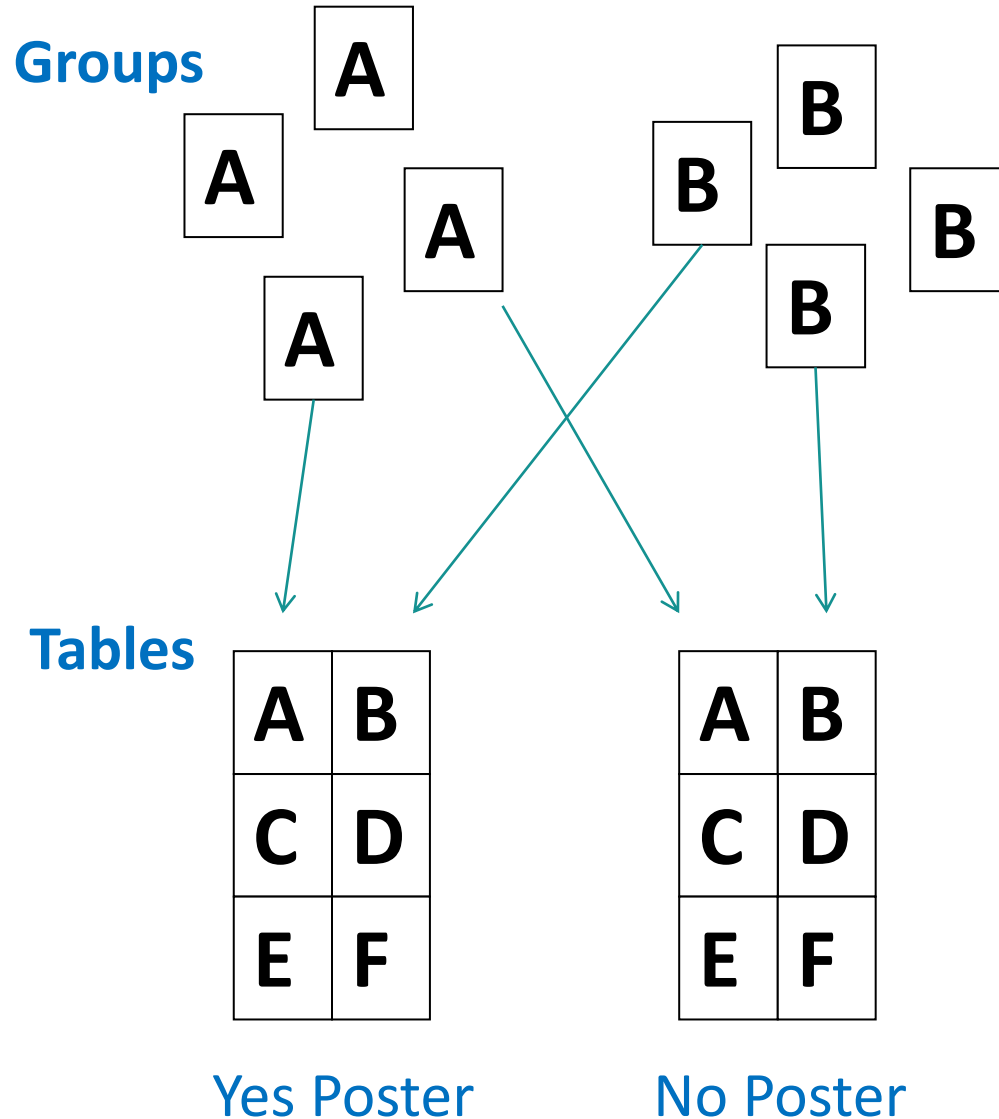 Groups
A
B
A
B
A
B
A
B
Tables
A B
A B
C D
C D
E F
E F
Yes Poster
No Poster